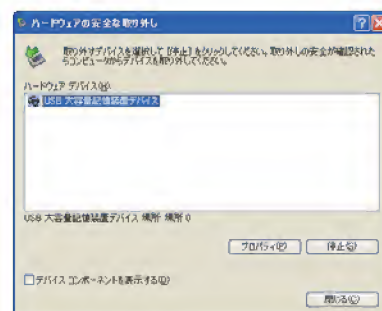 ハードウェアの安全な取り外し
取り外すデバイスを選択して [停止] をクリックしてください。取り外しの安全が確認された
らコンピュータからデバイスを取り外してください。
ハードウェア デバイス(H):
USB 大容量記憶装置デバイス
USB 大容量記憶装置デバイス 場所 場所 0
プロパティ(P) 停止(S)
デバイス コンポーネントを表示する(D)
閉じる(C)